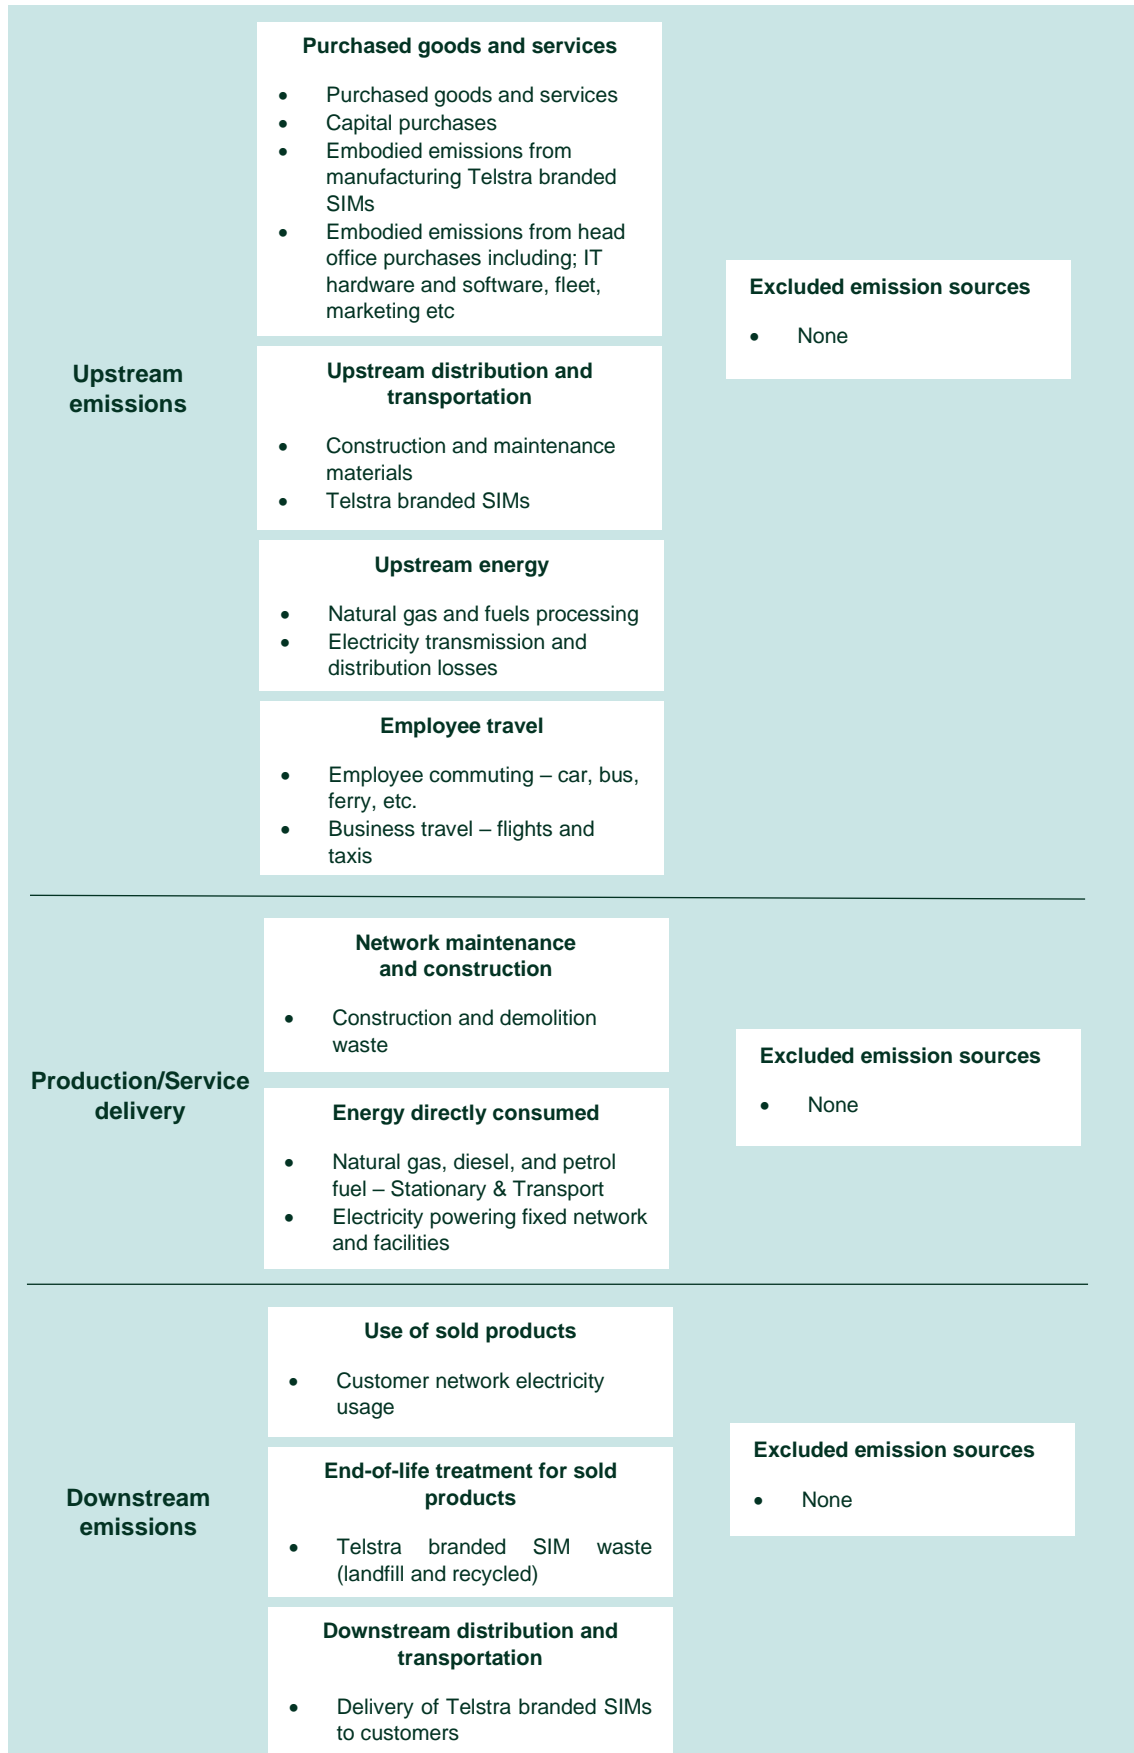 Upstream
emissions
Purchased goods and services
• Purchased goods and services
• Capital purchases
• Embodied emissions from
manufacturing Telstra branded
SIMs
• Embodied emissions from head
office purchases including; IT
hardware and software, fleet,
marketing etc
Upstream distribution and
transportation
• Construction and maintenance
materials
• Telstra branded SIMs
Upstream energy
• Natural gas and fuels processing
• Electricity transmission and
distribution losses
Employee travel
• Employee commuting – car, bus,
ferry, etc.
• Business travel – flights and
taxis
Excluded emission sources
• None
Production/Service
delivery
Network maintenance
and construction
• Construction and demolition
waste
Energy directly consumed
• Natural gas, diesel, and petrol
fuel – Stationary & Transport
• Electricity powering fixed network
and facilities
Excluded emission sources
• None
Downstream
emissions
Use of sold products
• Customer network electricity
usage
End-of-life treatment for sold
products
• Telstra branded SIM waste
(landfill and recycled)
Downstream distribution and
transportation
• Delivery of Telstra branded SIMs
to customers
Excluded emission sources
• None